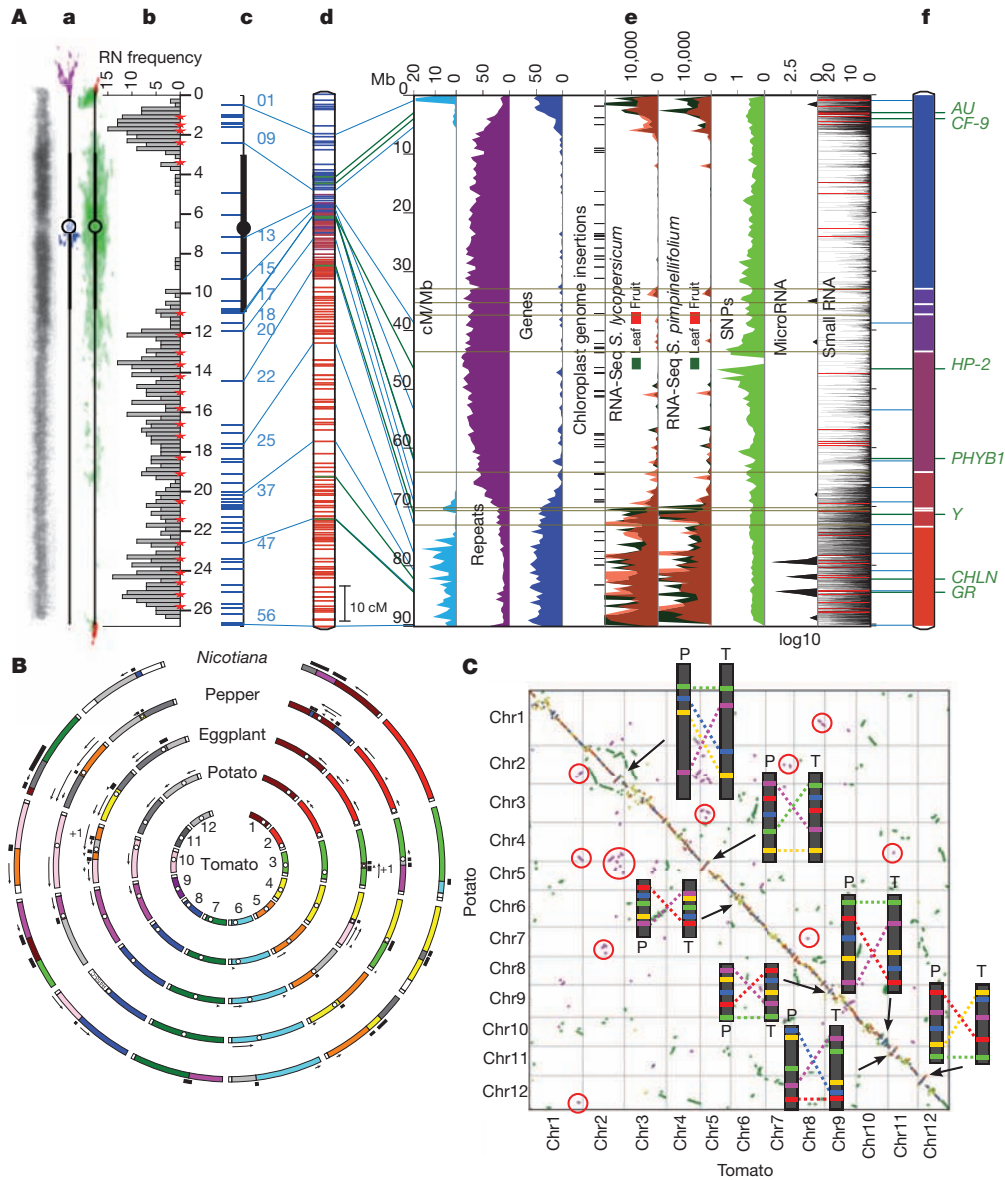 A
a
b
c
d
e
f
RN frequency
15
10
5
0
0
2
4
6
8
10
12
14
16
18
20
22
24
26
01
09
13
15
17
18
20
22
25
37
47
56
10 cM
Mb
0
10
20
30
40
50
60
70
80
90
20
10
0
cM/Mb
50
0
Repeats
50
0
Genes
Chloroplast genome insertions
10,000
0
RNA-Seq S. lycopersicum
Leaf
Fruit
10,000
0
RNA-Seq S. pimpinellifolium
Leaf
Fruit
1
0
SNPs
2.5
0
MicroRNA
20
10
0
Small RNA
log10
AU
CF-9
HP-2
PHYB1
Y
CHLN
GR
B
Nicotiana
Pepper
Eggplant
Potato
Tomato
1
2
3
4
5
6
7
8
9
10
11
12
+1
+1
C
Potato
Chr1
Chr2
Chr3
Chr4
Chr5
Chr6
Chr7
Chr8
Chr9
Chr10
Chr11
Chr12
P T
P T
P T
P T
P T
P T
P T
Chr1
Chr2
Chr3
Chr4
Chr5
Chr6
Chr7
Chr8
Chr9
Chr10
Chr11
Chr12
Tomato